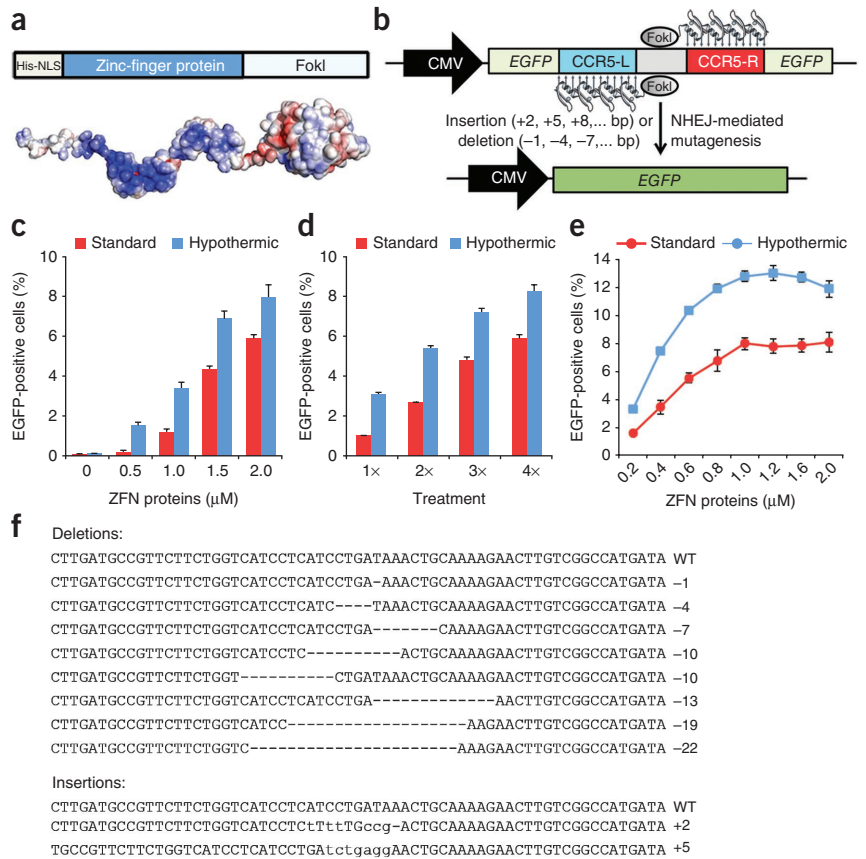 a
His-NLS Zinc-finger protein FokI
b
FokI
CMV EGFP CCR5-L CCR5-R EGFP
FokI
Insertion (+2, +5, +8,... bp) or
deletion (−1, −4, −7,... bp)
NHEJ-mediated
mutagenesis
CMV EGFP
c
Standard Hypothermic
EGFP-positive cells (%)
10
8
6
4
2
0
0 0.5 1.0 1.5 2.0
ZFN proteins (μM)
d
Standard Hypothermic
EGFP-positive cells (%)
10
8
6
4
2
0
1× 2× 3× 4×
Treatment
e
Standard Hypothermic
EGFP-positive cells (%)
14
12
10
8
6
4
2
0
0.2 0.4 0.6 0.8 1.0 1.2 1.6 2.0
ZFN proteins (μM)
f
Deletions:
CTTGATGCCGTTCTTCTGGTCATCCTCATCCTGATAAACTGCAAAAGAACTTGTCGGCCATGATA WT
CTTGATGCCGTTCTTCTGGTCATCCTCATCCTGA-AAACTGCAAAAGAACTTGTCGGCCATGATA −1
CTTGATGCCGTTCTTCTGGTCATCCTCATC----TAAACTGCAAAAGAACTTGTCGGCCATGATA −4
CTTGATGCCGTTCTTCTGGTCATCCTCATCCTGA-------CAAAAGAACTTGTCGGCCATGATA −7
CTTGATGCCGTTCTTCTGGTCATCCTC----------ACTGCAAAAGAACTTGTCGGCCATGATA −10
CTTGATGCCGTTCTTCTGGT----------CTGATAAACTGCAAAAGAACTTGTCGGCCATGATA −10
CTTGATGCCGTTCTTCTGGTCATCCTCATCCTGA-------------AACTTGTCGGCCATGATA −13
CTTGATGCCGTTCTTCTGGTCATCC-------------------AAGAACTTGTCGGCCATGATA −19
CTTGATGCCGTTCTTCTGGTC----------------------AAAGAACTTGTCGGCCATGATA −22
Insertions:
CTTGATGCCGTTCTTCTGGTCATCCTCATCCTGATAAACTGCAAAAGAACTTGTCGGCCATGATA WT
CTTGATGCCGTTCTTCTGGTCATCCTCtTttTGccg-ACTGCAAAAGAACTTGTCGGCCATGATA +2
TGCCGTTCTTCTGGTCATCCTCATCCTGATctgaggAACTGCAAAAGAACTTGTCGGCCATGATA +5